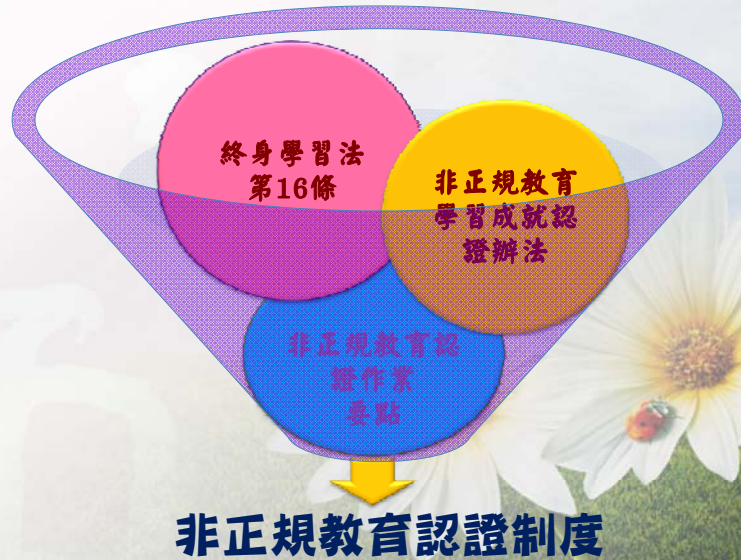 終身學習法
第16條
非正規教育
學習成就認
證辦法
非正規教育認
證作業
要點
非正規教育認證制度